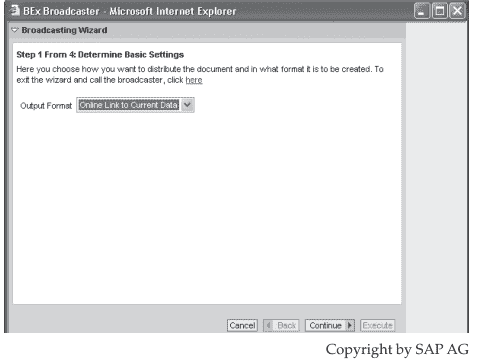 BEx Broadcaster - Microsoft Internet Explorer
Broadcasting Wizard
Step 1 From 4: Determine Basic Settings
Here you choose how you want to distribute the document and in what format it is to be created. To
exit the wizard and call the broadcaster, click here
Output Format Online Link to Current Data
Cancel Back Continue Execute
Copyright by SAP AG